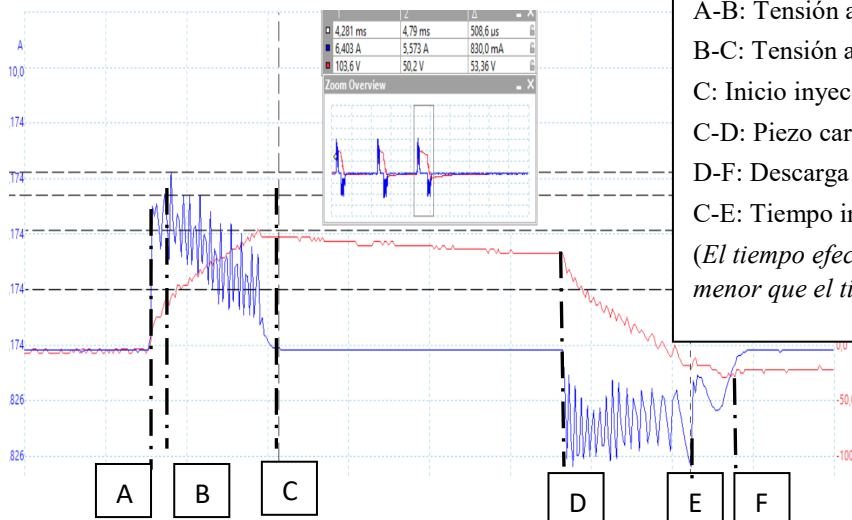 1 2 Δ
4,281 ms 4,79 ms 508,6 µs
6,403 A 5,573 A 830,0 mA
103,6 V 50,2 V 53,36 V
Zoom Overview
A-B: Tensión a
B-C: Tensión a
C: Inicio inyec
C-D: Piezo car
D-F: Descarga
C-E: Tiempo in
(El tiempo efec
menor que el ti
A
10,0
,174
,174
,174
,174
,174
,826
,826
0,0
-50,
-100
A B C D E F